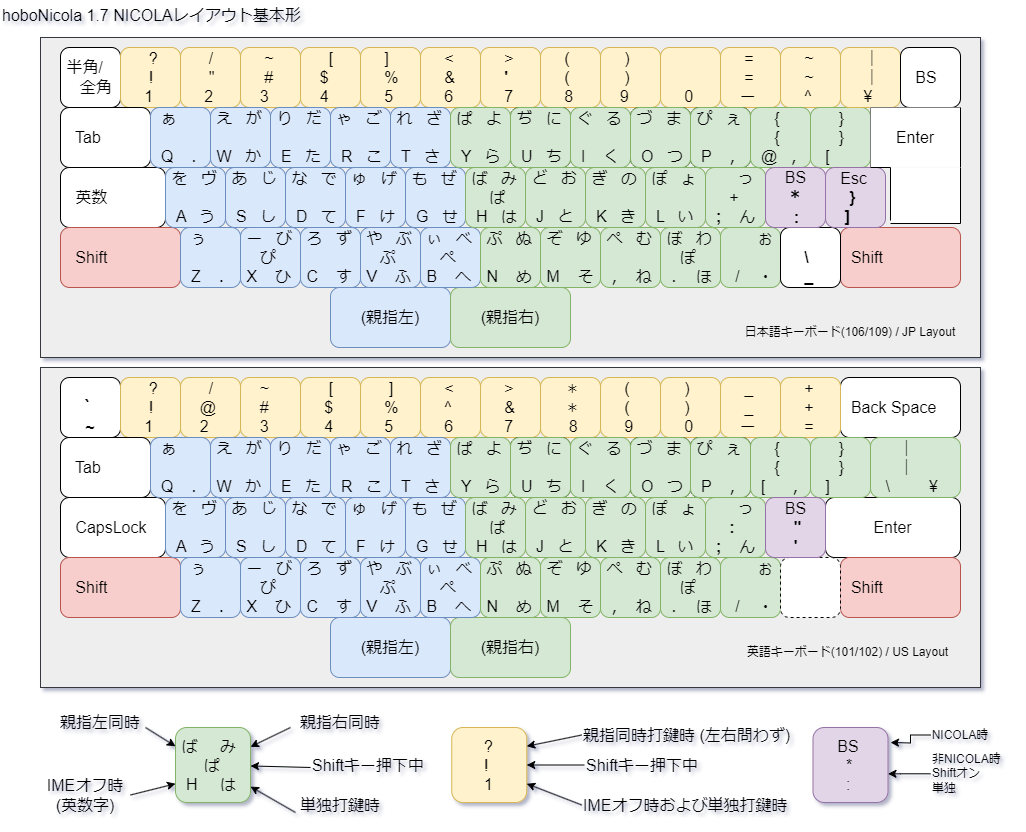 hoboNicola 1.7 NICOLAレイアウト基本形
半角/ ? / ~ [ ] < > ( ) = ~ |
全角 ! " # $ % & ' ( ) = ~ | BS
1 2 3 4 5 6 7 8 9 0 ー ^ ¥
Tab ぁ え が り だ ゃ ご れ ざ ぱ よ ぢ に ぐ る づ ま ぴ ぇ { } Enter
{ }
Q . W か E た R こ T さ Y ら U ち I く O つ P , @ , [
英数 を ヴ あ じ な で ゅ げ も ぜ ば み ど お ぎ の ぽ ょ っ BS Esc
ぱ + * }
A う S し D て F け G せ H は J と K き L い ; ん : ]
Shift ぅ ー び ろ ず や ぶ ぃ べ ぷ ぬ ぞ ゆ ぺ む ぼ わ ぉ Shift
ぴ ぷ ぺ ぽ \
Z . X ひ C す V ふ B へ N め M そ , ね . ほ / ・ _
(親指左) (親指右)
日本語キーボード(106/109) / JP Layout
` ? / ~ [ ] < > * ( ) _ +
! @ # $ % ^ & * ( ) _ + Back Space
~ 1 2 3 4 5 6 7 8 9 0 ー =
Tab ぁ え が り だ ゃ ご れ ざ ぱ よ ぢ に ぐ る づ ま ぴ ぇ { } |
{ } |
Q . W か E た R こ T さ Y ら U ち I く O つ P , [ , ] \ ¥
CapsLock を ヴ あ じ な で ゅ げ も ぜ ば み ど お ぎ の ぽ ょ っ BS Enter
ぱ : "
A う S し D て F け G せ H は J と K き L い ; ん '
Shift ぅ ー び ろ ず や ぶ ぃ べ ぷ ぬ ぞ ゆ ぺ む ぼ わ ぉ Shift
ぴ ぷ ぺ ぽ
Z . X ひ C す V ふ B へ N め M そ , ね . ほ / ・
(親指左) (親指右)
英語キーボード(101/102) / US Layout
親指左同時 親指右同時
ば み
ぱ
H は
Shiftキー押下中
IMEオフ時
(英数字)
単独打鍵時
?
!
1
親指同時打鍵時 (左右問わず)
Shiftキー押下中
IMEオフ時および単独打鍵時
BS
*
:
NICOLA時
非NICOLA時
Shiftオン
単独